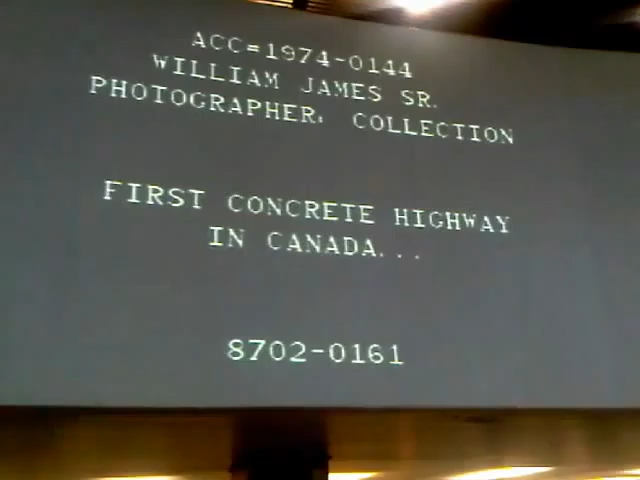 ACC=1974-0144
WILLIAM JAMES SR.
PHOTOGRAPHER. COLLECTION
FIRST CONCRETE HIGHWAY
IN CANADA...
8702-0161